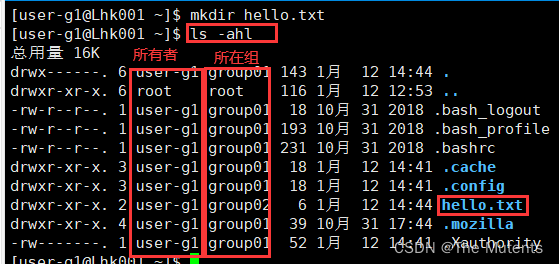 [user-g1@Lhk001 ~]$ mkdir hello.txt
[user-g1@Lhk001 ~]$ ls -ahl
总用量 16K 所有者 所在组
drwx------. 6 user-g1 group01 143 1月 12 14:44 .
drwxr-xr-x. 6 root root 116 1月 12 12:53 ..
-rw-r--r--. 1 user-g1 group01 18 10月 31 2018 .bash_logout
-rw-r--r--. 1 user-g1 group01 193 10月 31 2018 .bash_profile
-rw-r--r--. 1 user-g1 group01 231 10月 31 2018 .bashrc
drwxr-xr-x. 3 user-g1 group01 18 1月 12 14:41 .cache
drwxr-xr-x. 3 user-g1 group01 18 1月 12 14:41 .config
drwxr-xr-x. 2 user-g1 group02 6 1月 12 14:44 hello.txt
drwxr-xr-x. 4 user-g1 group01 39 10月 31 17:44 .mozilla
-rw-------. 1 user-g1 group01 52 1月 12 14:41 .Xauthority
[user-g1@Lhk001 ~]$
CSDN @The Mutents